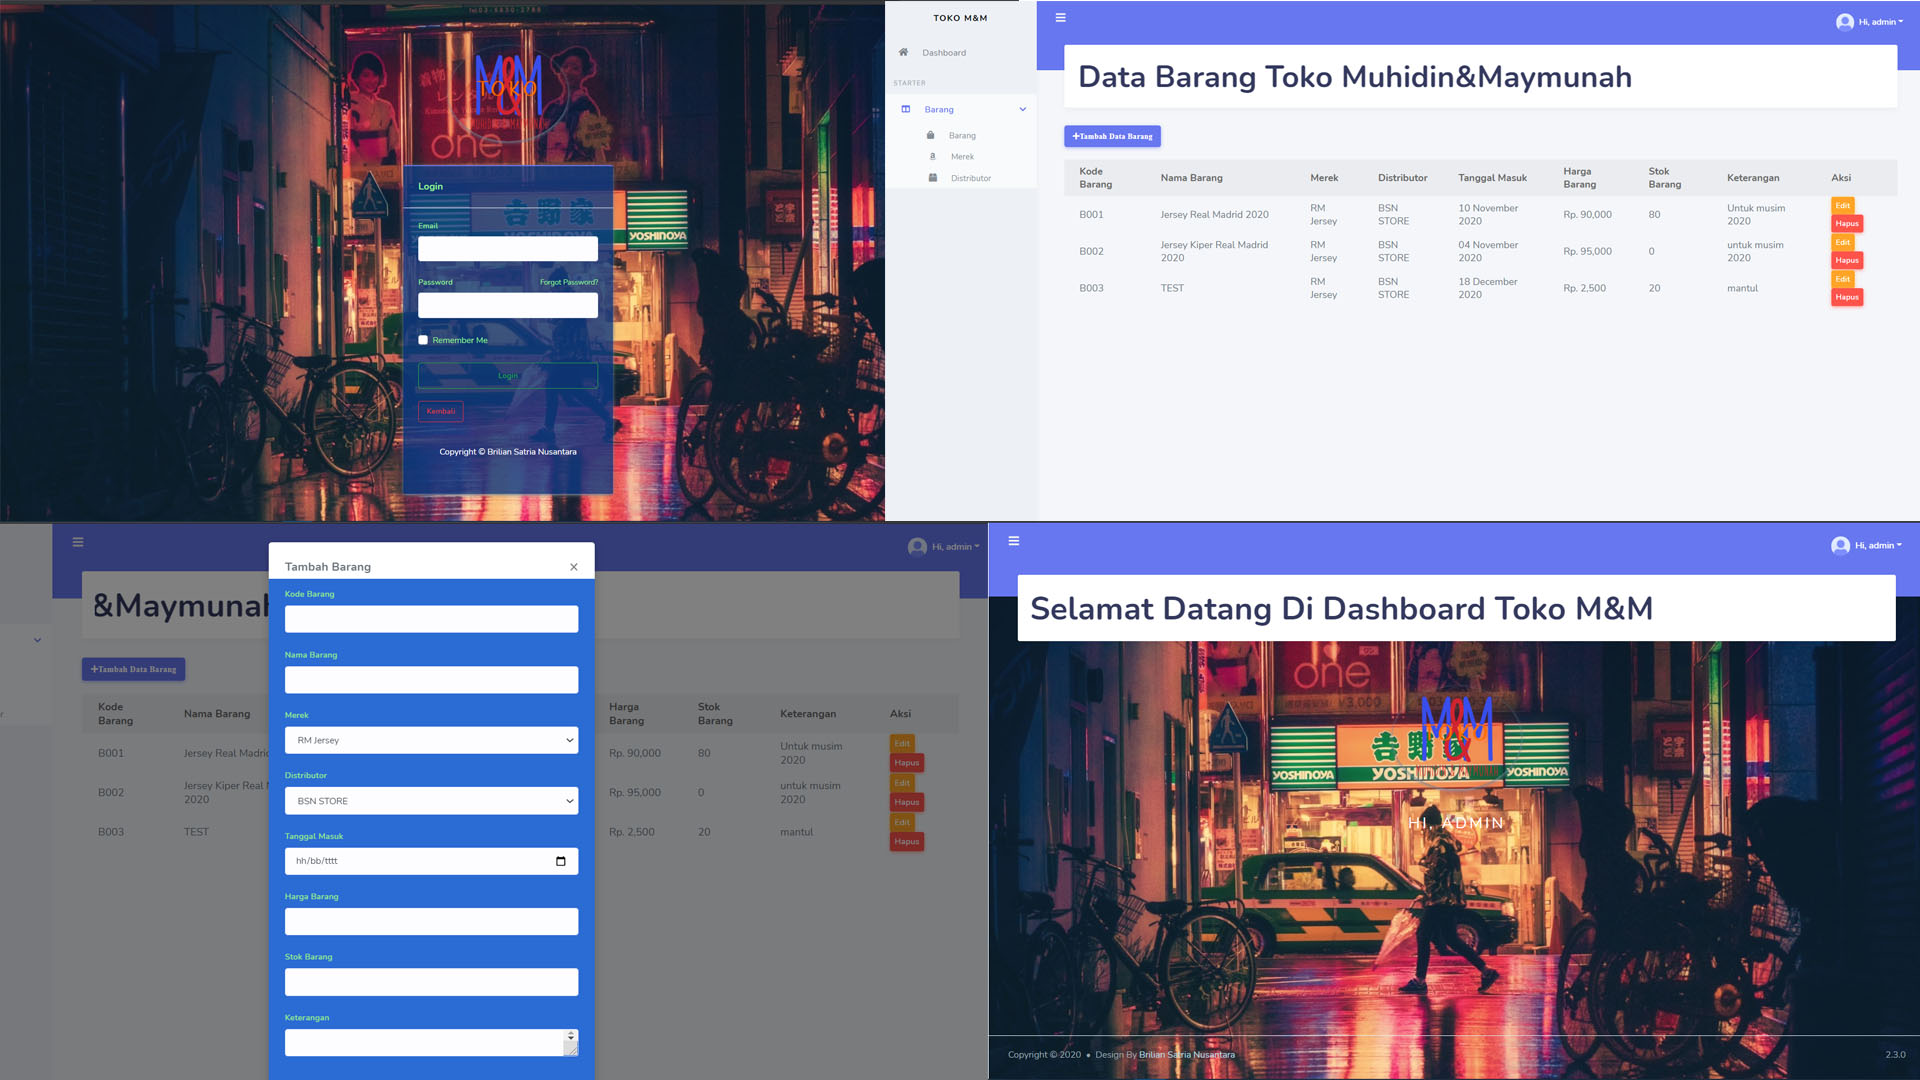 M&M
TOKO
one
吉野家
YOSHINOYA
Login
Email
Password
Forgot Password?
Remember Me
Login
Kembali
Copyright © Brilian Satria Nusantara
TOKO M&M
Dashboard
STARTER
Barang
Barang
Merek
Distributor
Hi, admin
Data Barang Toko Muhidin&Maymunah
+Tambah Data Barang
Kode Barang Nama Barang Merek Distributor Tanggal Masuk Harga Barang Stok Barang Keterangan Aksi
B001 Jersey Real Madrid 2020 RM Jersey BSN STORE 10 November 2020 Rp. 90,000 80 Untuk musim 2020 Edit Hapus
B002 Jersey Kiper Real Madrid 2020 RM Jersey BSN STORE 04 November 2020 Rp. 95,000 0 untuk musim 2020 Edit Hapus
B003 TEST RM Jersey BSN STORE 18 December 2020 Rp. 2,500 20 mantul Edit Hapus
Hi, admin
&Maymunah
+Tambah Data Barang
Kode Barang Nama Barang Harga Barang Stok Barang Keterangan Aksi
B001 Jersey Real Madrid Rp. 90,000 80 Untuk musim 2020 Edit Hapus
B002 Jersey Kiper Real 2020 Rp. 95,000 0 untuk musim 2020 Edit Hapus
B003 TEST Rp. 2,500 20 mantul Edit Hapus
Tambah Barang
×
Kode Barang
Nama Barang
Merek
RM Jersey
Distributor
BSN STORE
Tanggal Masuk
hh/bb/tttt
Harga Barang
Stok Barang
Keterangan
Hi, admin
Selamat Datang Di Dashboard Toko M&M
one
¥3,000
M&M
吉野家
YOSHINOYA YOSHINOYA YOSHINOYA
HI, ADMIN
Copyright © 2020 • Design By Brilian Satria Nusantara
2.3.0